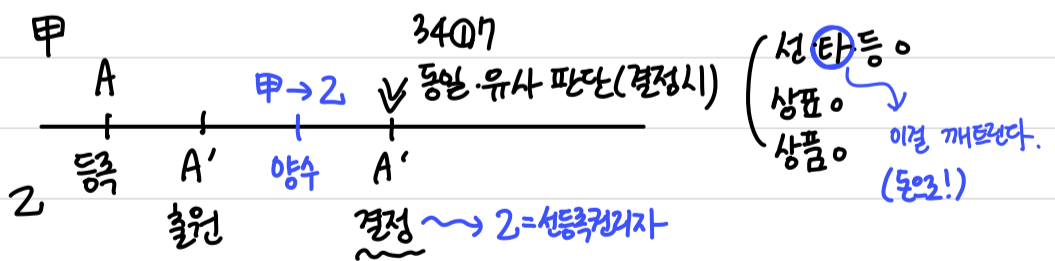 甲
34①7
선·타·등 ○
A
甲→乙
동일·유사 판단(결정시)
상표 ○
이걸 깨트린다.
등록
A'
양수
A'
상품 ○
(돈으로!)
乙
출원
결정
乙=선등록권리자